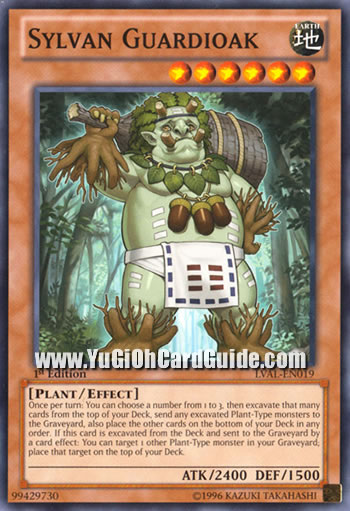 SYLVAN GUARDIOAK
EARTH
地
www.YuGiOhCardGuide.com
1st Edition
LVAL-EN019
[PLANT/EFFECT]
Once per turn: You can choose a number from 1 to 3, then excavate that many
cards from the top of your Deck, send any excavated Plant-Type monsters to
the Graveyard, also place the other cards on the bottom of your Deck in any
order. If this card is excavated from the Deck and sent to the Graveyard by
a card effect: You can target 1 other Plant-Type Monster in your Graveyard;
place that target on the top of your Deck.
ATK/2400 DEF/1500
99429730
©1996 KAZUKI TAKAHASHI